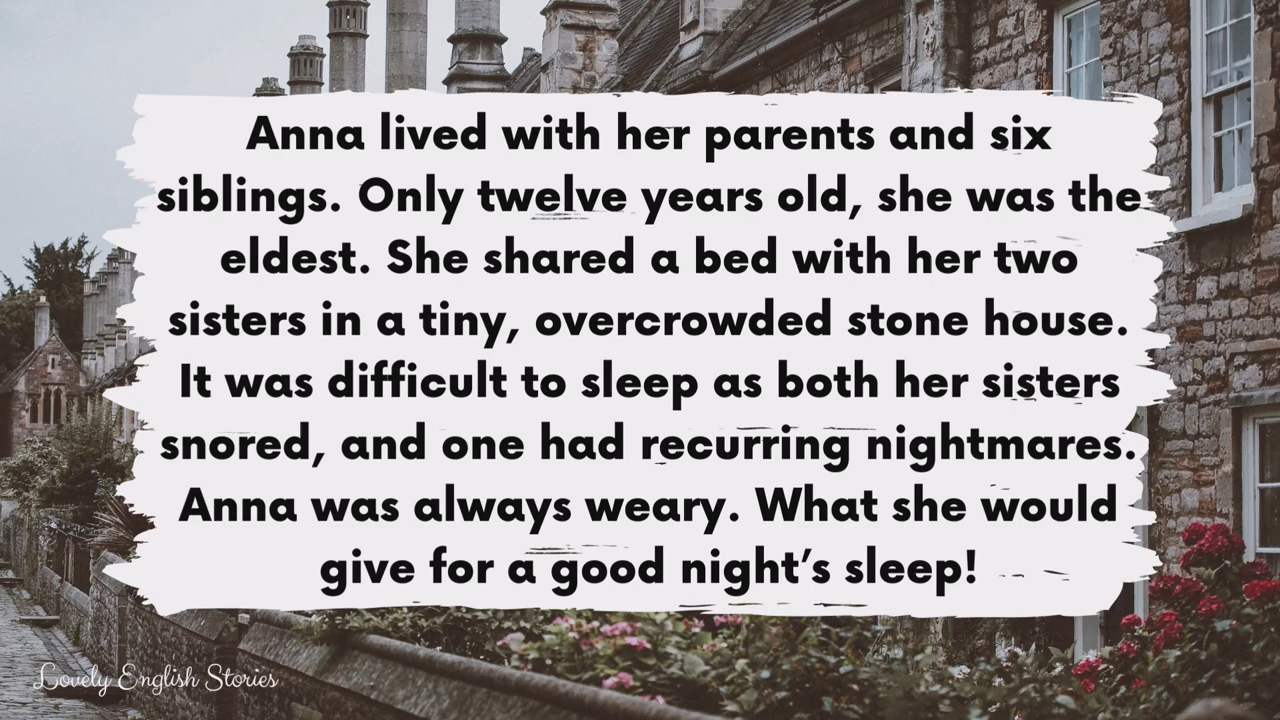 Anna lived with her parents and six
siblings. Only twelve years old, she was the
eldest. She shared a bed with her two
sisters in a tiny, overcrowded stone house.
It was difficult to sleep as both her sisters
snored, and one had recurring nightmares.
Anna was always weary. What she would
give for a good night’s sleep!
Lovely English Stories